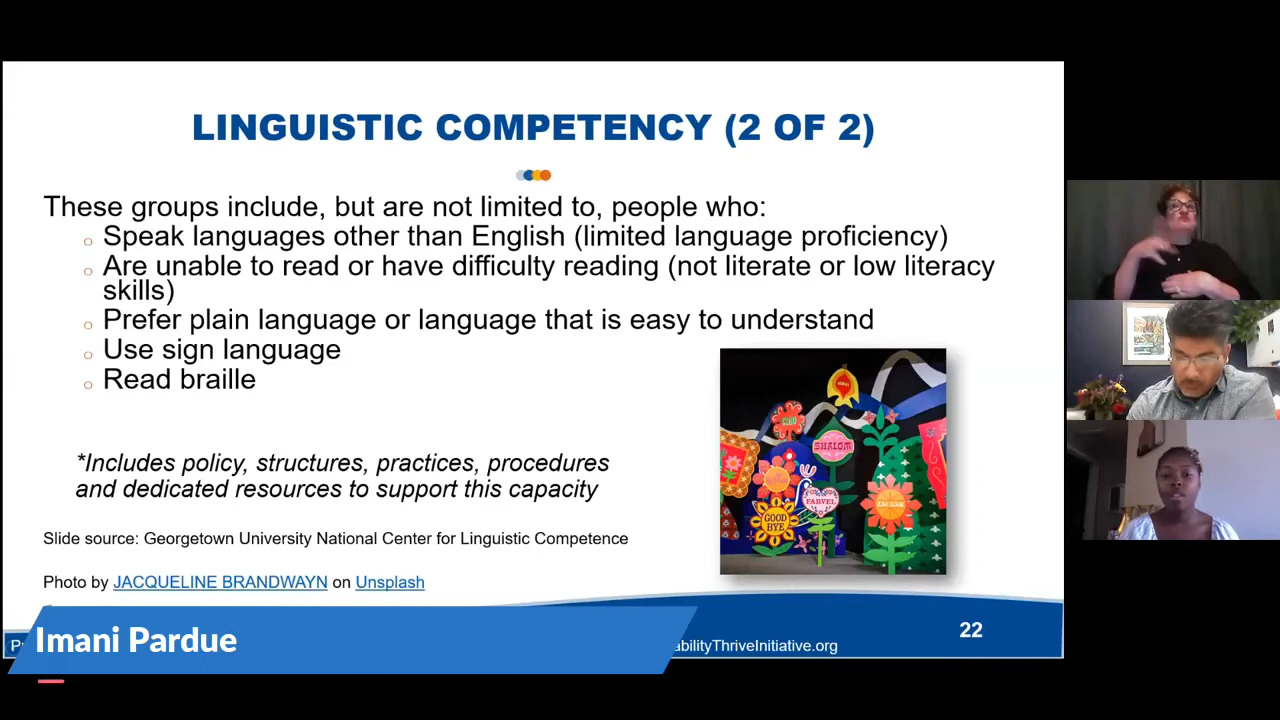 LINGUISTIC COMPETENCY (2 OF 2)
These groups include, but are not limited to, people who:
Speak languages other than English (limited language proficiency)
Are unable to read or have difficulty reading (not literate or low literacy
skills)
Prefer plain language or language that is easy to understand
Use sign language
Read braille
*Includes policy, structures, practices, procedures
and dedicated resources to support this capacity
Slide source: Georgetown University National Center for Linguistic Competence
Photo by JACQUELINE BRANDWAYN on Unsplash
SHALOM
FARVEL
GOOD
BYE
Imani Pardue
abilityThriveInitiative.org
22